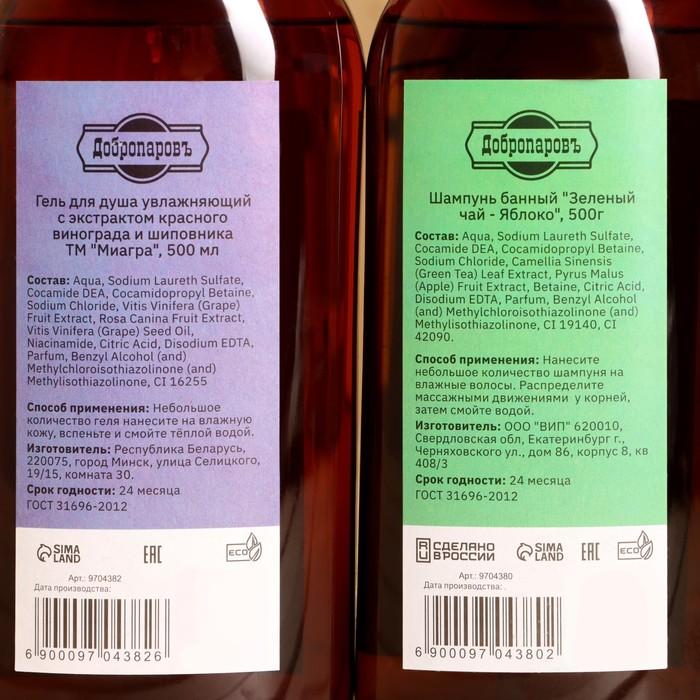 Добропаровъ
Гель для душа увлажняющий
с экстрактом красного
винограда и шиповника
ТМ "Миагра", 500 мл
Состав: Aqua, Sodium Laureth Sulfate,
Cocamide DEA, Cocamidopropyl Betaine,
Sodium Chloride, Vitis Vinifera (Grape)
Fruit Extract, Rosa Canina Fruit Extract,
Vitis Vinifera (Grape) Seed Oil,
Niacinamide, Citric Acid, Disodium EDTA,
Parfum, Benzyl Alcohol (and)
Methylchloroisothiazolinone (and)
Methylisothiazolinone, CI 16255
Способ применения: Небольшое
количество геля нанесите на влажную
кожу, вспеньте и смойте тёплой водой.
Изготовитель: Республика Беларусь,
220075, город Минск, улица Селицкого,
19/15, комната 30.
Срок годности: 24 месяца
ГОСТ 31696-2012
SIMA
LAND
EAC
ECO
Арт.: 9704382
Дата производства:
6 900097 043826
Добропаровъ
Шампунь банный "Зеленый
чай - Яблоко", 500г
Состав: Aqua, Sodium Laureth Sulfate,
Cocamide DEA, Cocamidopropyl Betaine,
Sodium Chloride, Camellia Sinensis
(Green Tea) Leaf Extract, Pyrus Malus
(Apple) Fruit Extract, Betaine, Citric Acid,
Disodium EDTA, Parfum, Benzyl Alcohol
(and) Methylchloroisothiazolinone (and)
Methylisothiazolinone, CI 19140, CI
42090.
Способ применения: Нанесите
небольшое количество шампуня на
влажные волосы. Распределите
массажными движениями у корней,
затем смойте водой.
Изготовитель: ООО "ВИП" 620010,
Свердловская обл, Екатеринбург г.,
Черняховского ул., дом 86, корпус 8, кв
408/3
Срок годности: 24 месяца
ГОСТ 31696-2012
СДЕЛАНО
В РОССИИ
SIMA
LAND
EAC
ECO
Арт.: 9704380
Дата производства: .
6 900097 043802